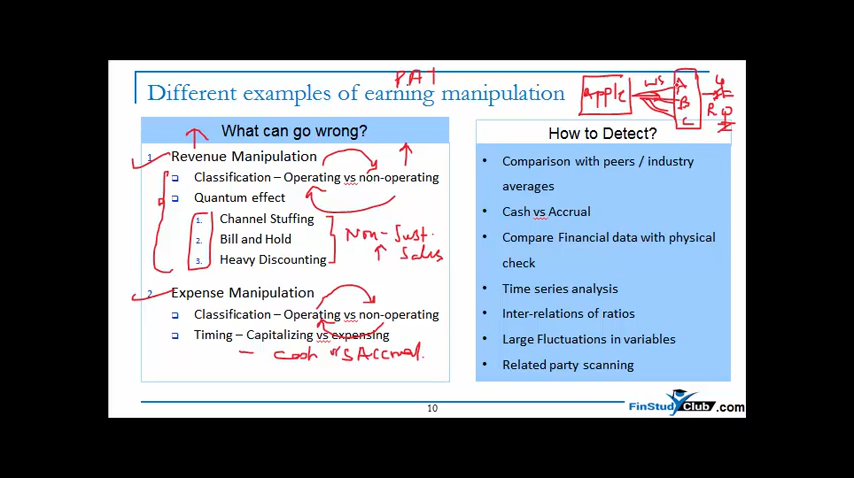 PAT
Different examples of earning manipulation
Apple
WS
A
B
C
R
What can go wrong?
1. Revenue Manipulation
Classification – Operating vs non-operating
Quantum effect
1. Channel Stuffing
2. Bill and Hold
3. Heavy Discounting
Non-Sust.
Sales
2. Expense Manipulation
Classification – Operating vs non-operating
Timing – Capitalizing vs expensing
– Cash v/s Accrual.
How to Detect?
• Comparison with peers / industry
averages
• Cash vs Accrual
• Compare Financial data with physical
check
• Time series analysis
• Inter-relations of ratios
• Large Fluctuations in variables
• Related party scanning
10
FinStudyClub.com